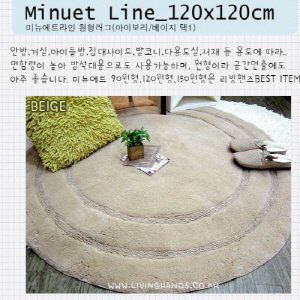 Minuet Line_120x120cm
미뉴에트라인 원형러그(아이보리/베이지 택1)
안방,거실,아이들방,침대사이드,발코니,다용도실,서재 등 용도에 따라..
면함량이 높아 방석대용으로도 사용가능하며, 원형이라 공간연출에도
아주 좋습니다. 미뉴에트 90원형,120원형,150원형은 리빙핸즈BEST ITEM
BEIGE
WWW.LIVINGHANDS.CO.KR